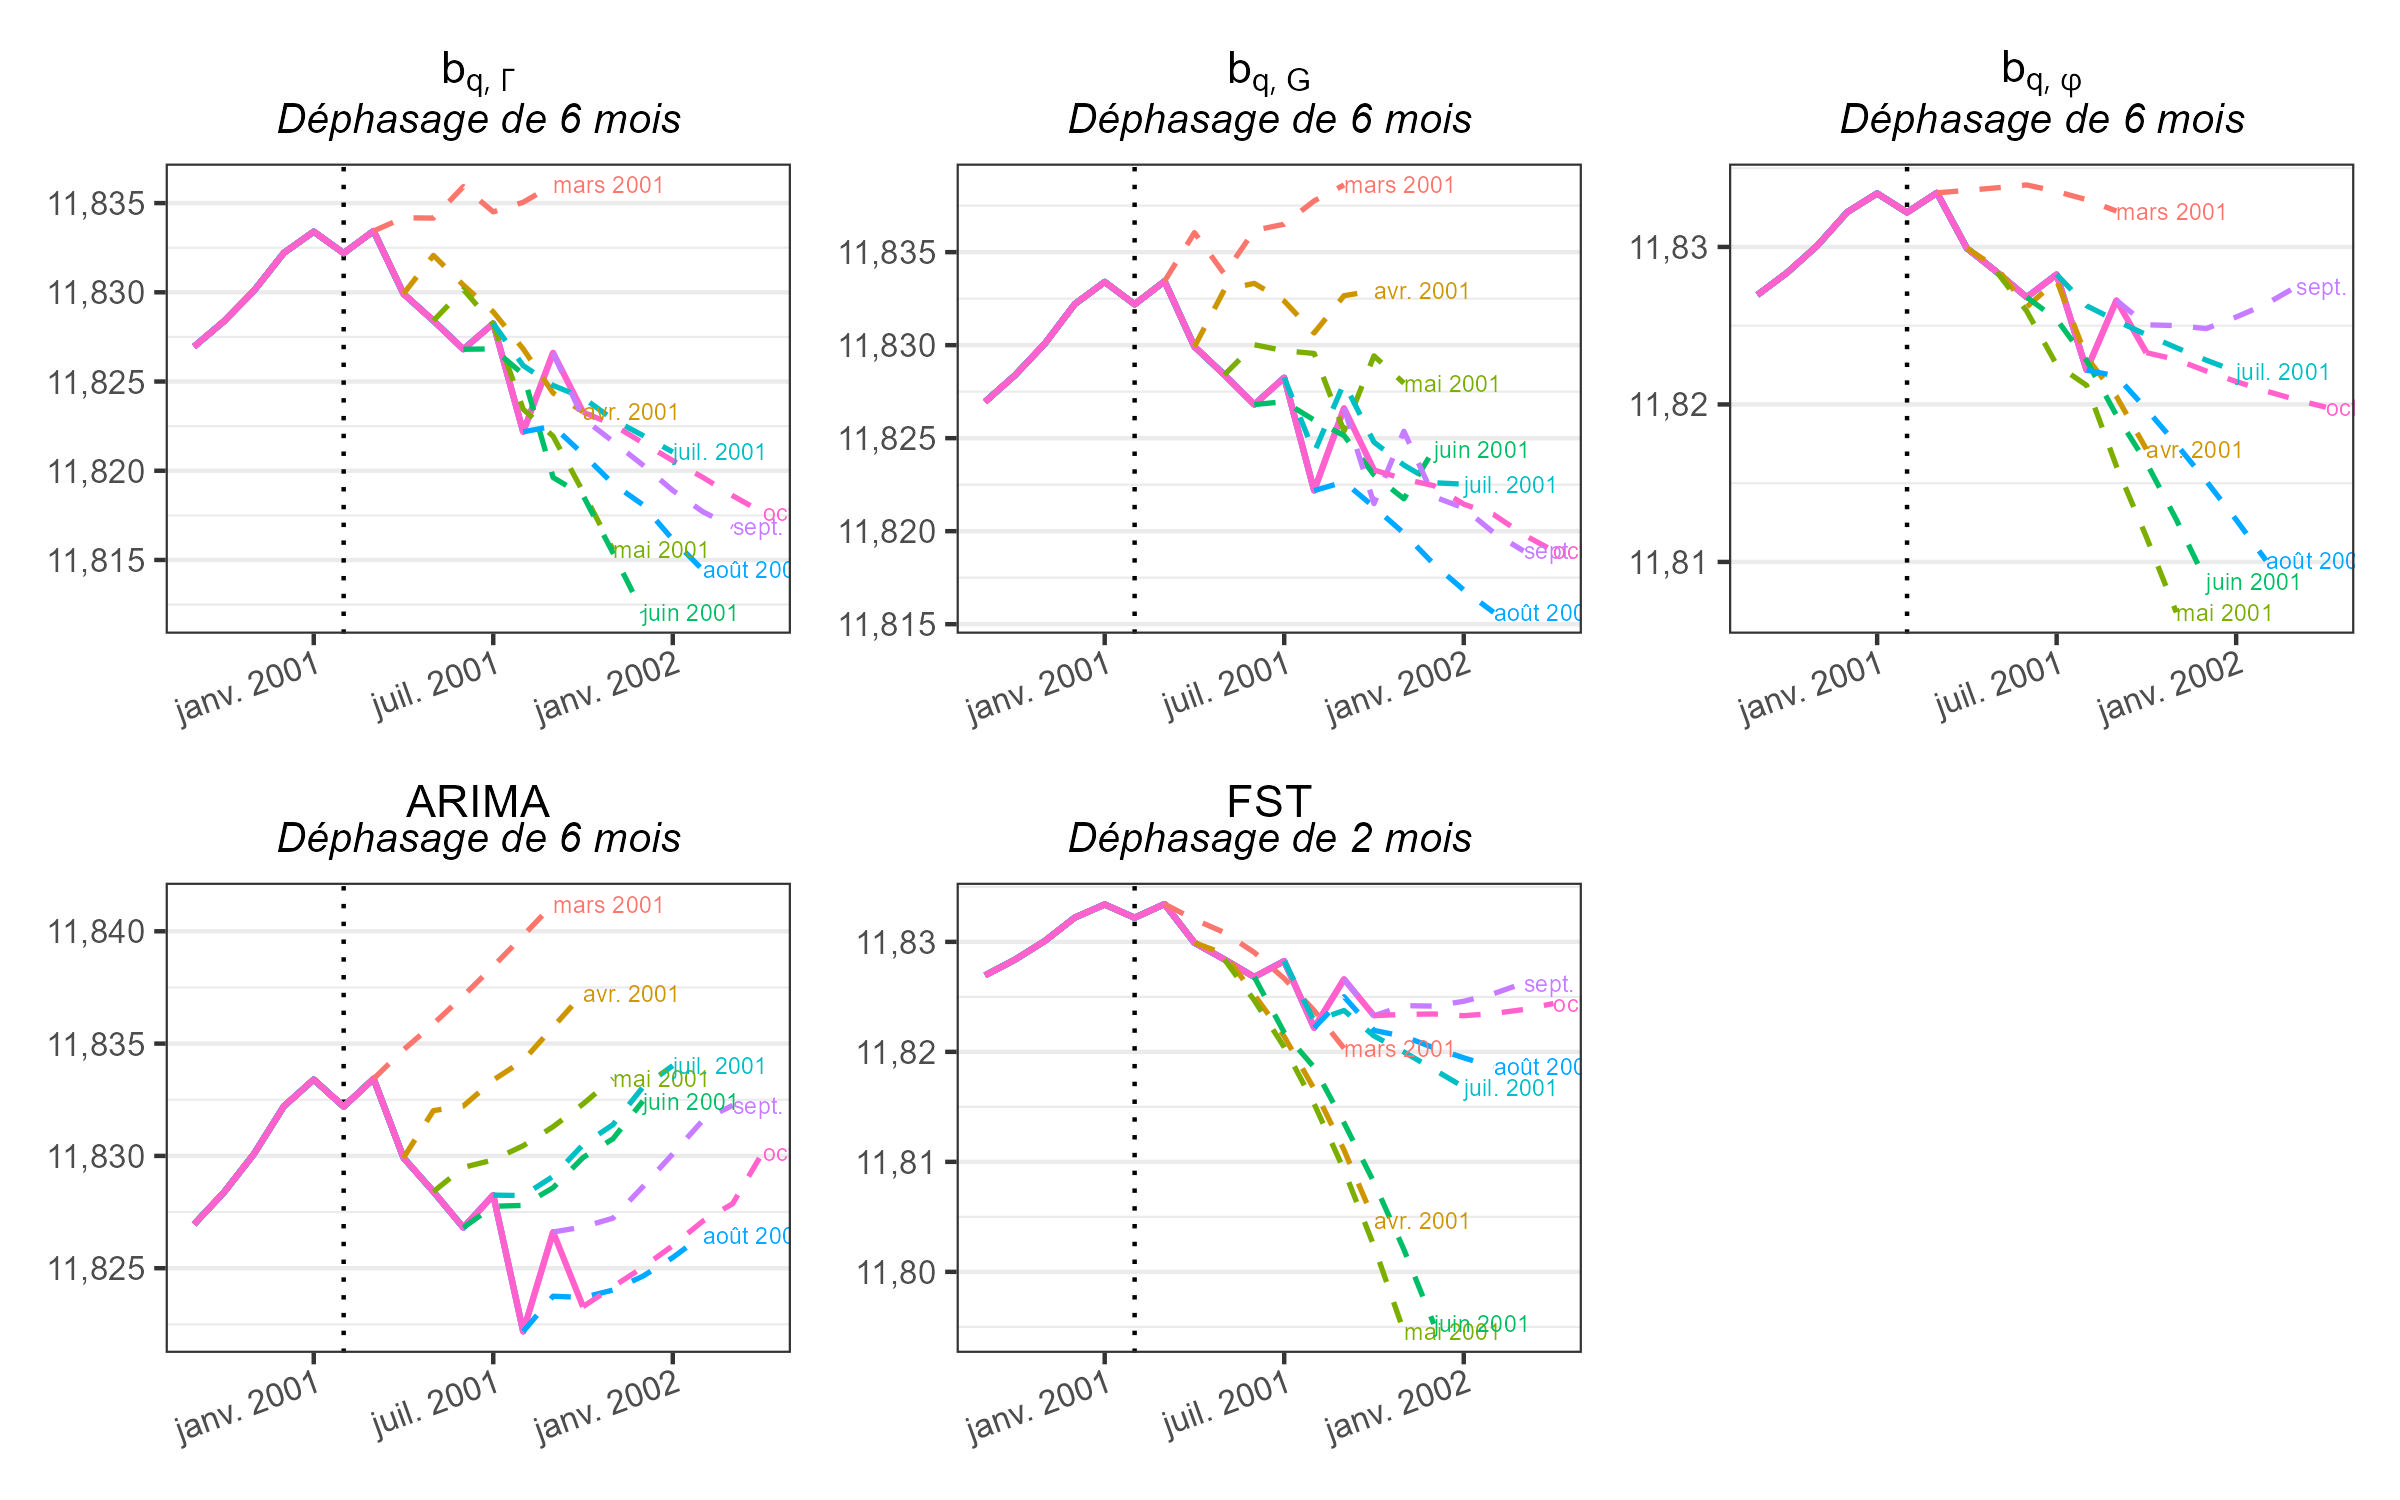 b q, Γ
Déphasage de 6 mois
11,835
11,830
11,825
11,820
11,815
mars 2001
avr. 2001
juil. 2001
oc
sept.
mai 2001
août 200
juin 2001
janv. 2001
juil. 2001
janv. 2002
b q, G
Déphasage de 6 mois
11,835
11,830
11,825
11,820
11,815
mars 2001
avr. 2001
mai 2001
juin 2001
juil. 2001
sept.
oc
août 200
janv. 2001
juil. 2001
janv. 2002
b q, φ
Déphasage de 6 mois
11,83
11,82
11,81
mars 2001
sept.
juil. 2001
oct
avr. 2001
août 200
juin 2001
mai 2001
janv. 2001
juil. 2001
janv. 2002
ARIMA
Déphasage de 6 mois
11,840
11,835
11,830
11,825
mars 2001
avr. 2001
juil. 2001
mai 2001
juin 2001
sept.
oc
août 200
janv. 2001
juil. 2001
janv. 2002
FST
Déphasage de 2 mois
11,83
11,82
11,81
11,80
sept.
oc
mars 2001
août 200
juil. 2001
avr. 2001
juin 2001
mai 2001
janv. 2001
juil. 2001
janv. 2002